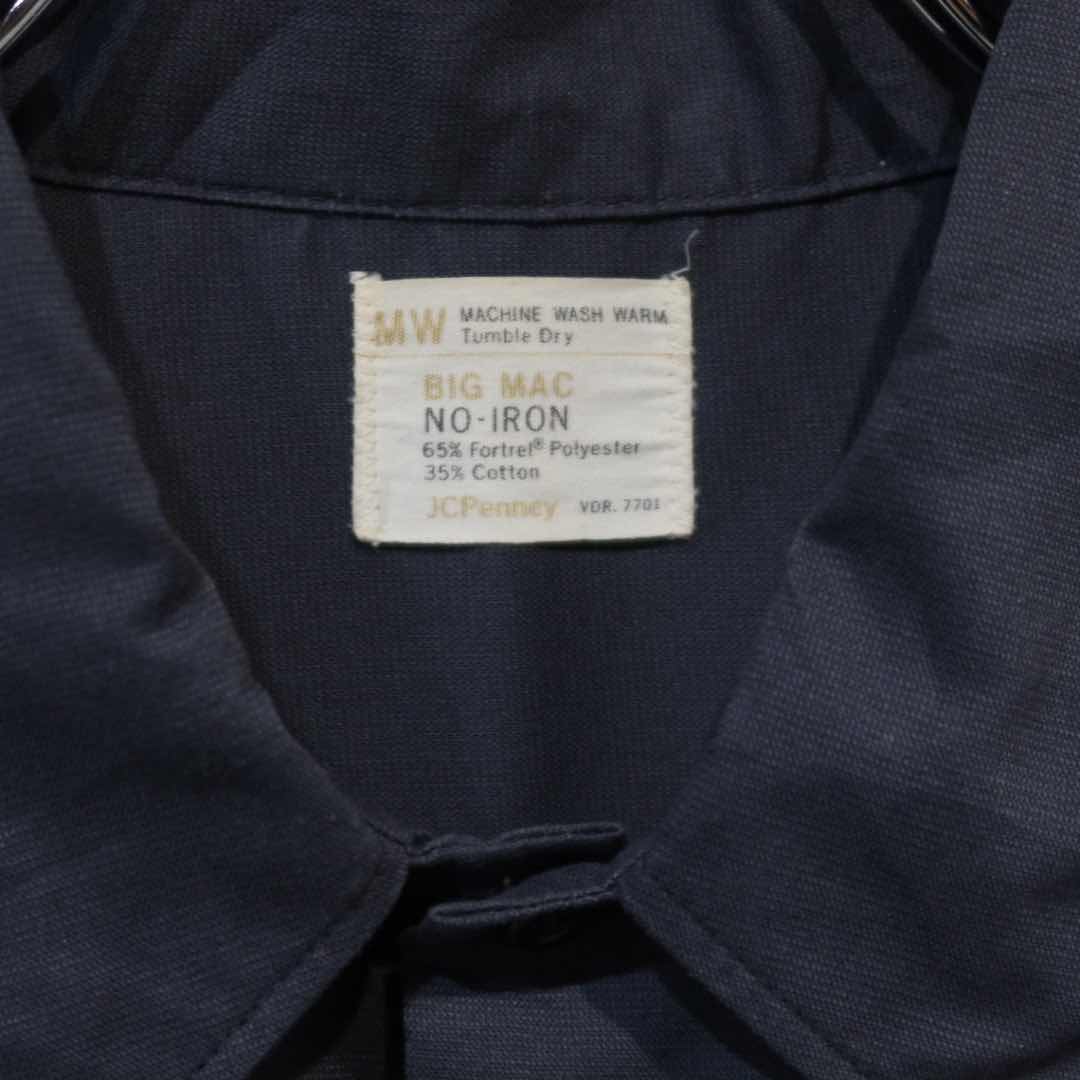 MW MACHINE WASH WARM
Tumble Dry
BIG MAC
NO-IRON
65% Fortrel® Polyester
35% Cotton
JCPenney VDR. 7701